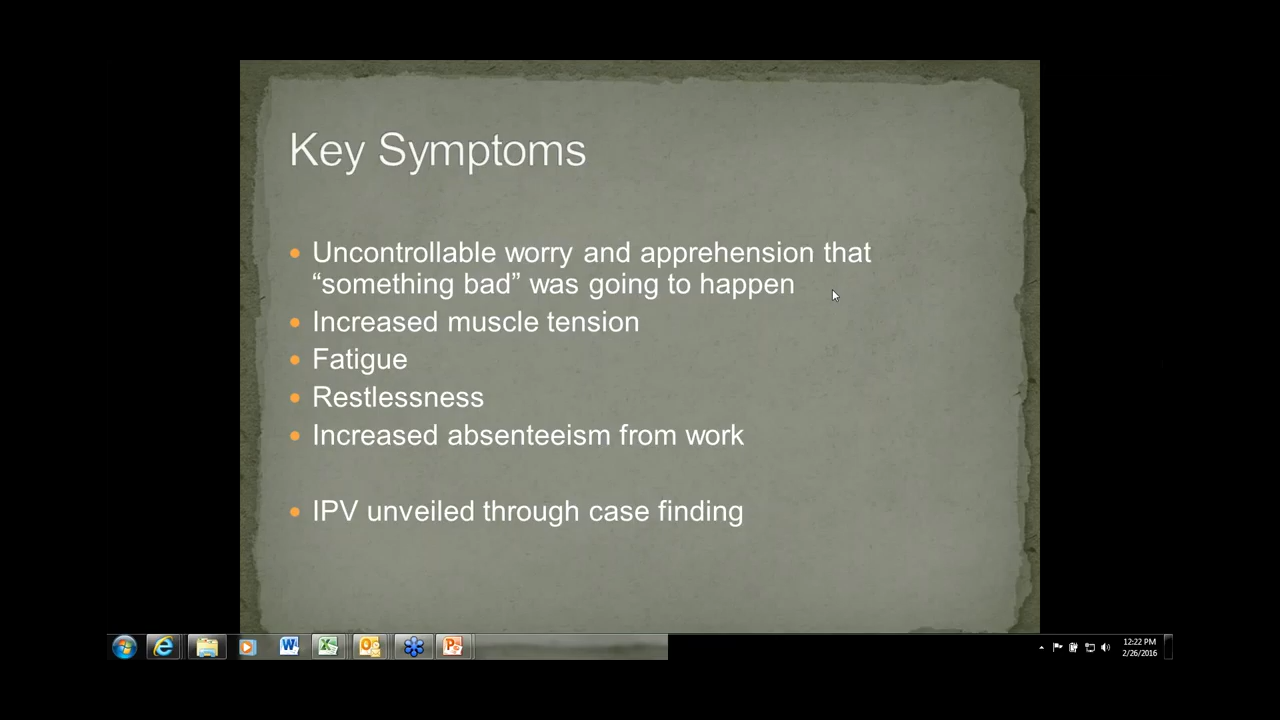 Key Symptoms
Uncontrollable worry and apprehension that
“something bad” was going to happen
Increased muscle tension
Fatigue
Restlessness
Increased absenteeism from work
IPV unveiled through case finding
12:22 PM
2/26/2016